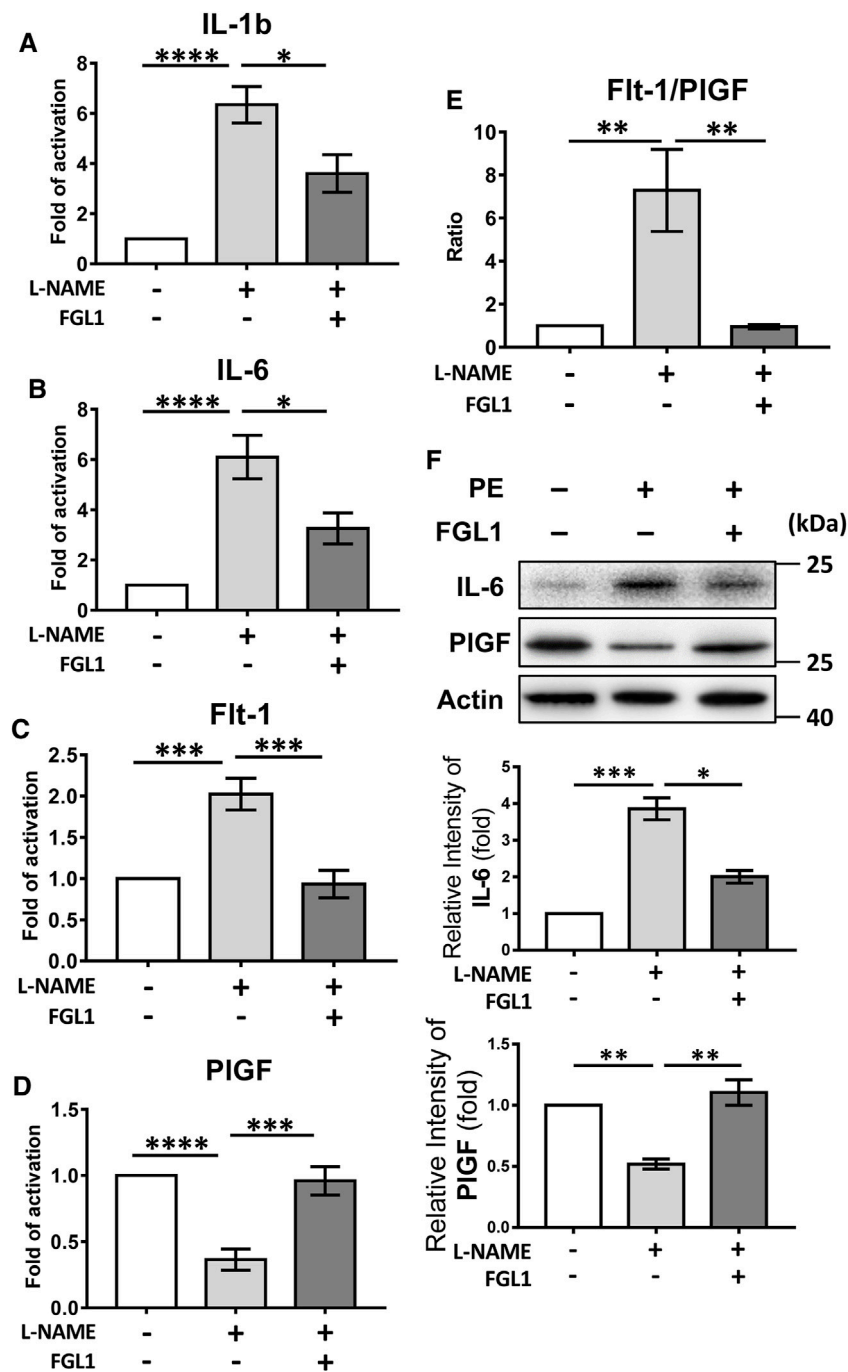 A
IL-1b
**** *
Fold of activation
8
6
4
2
0
L-NAME - + +
FGL1 - - +
B
IL-6
**** *
Fold of activation
8
6
4
2
0
L-NAME - + +
FGL1 - - +
C
Flt-1
*** ***
Fold of activation
2.5
2.0
1.5
1.0
0.5
0.0
L-NAME - + +
FGL1 - - +
D
PlGF
**** ***
Fold of activation
1.5
1.0
0.5
0.0
L-NAME - + +
FGL1 - - +
E
Flt-1/PlGF
** **
Ratio
10
8
6
4
2
0
L-NAME - + +
FGL1 - - +
F
PE - + +
FGL1 - - + (kDa)
IL-6 25
PlGF 25
Actin 40
*** *
Relative Intensity of
IL-6 (fold)
5
4
3
2
1
0
L-NAME - + +
FGL1 - - +
** **
Relative Intensity of
PlGF (fold)
1.5
1.0
0.5
0.0
L-NAME - + +
FGL1 - - +